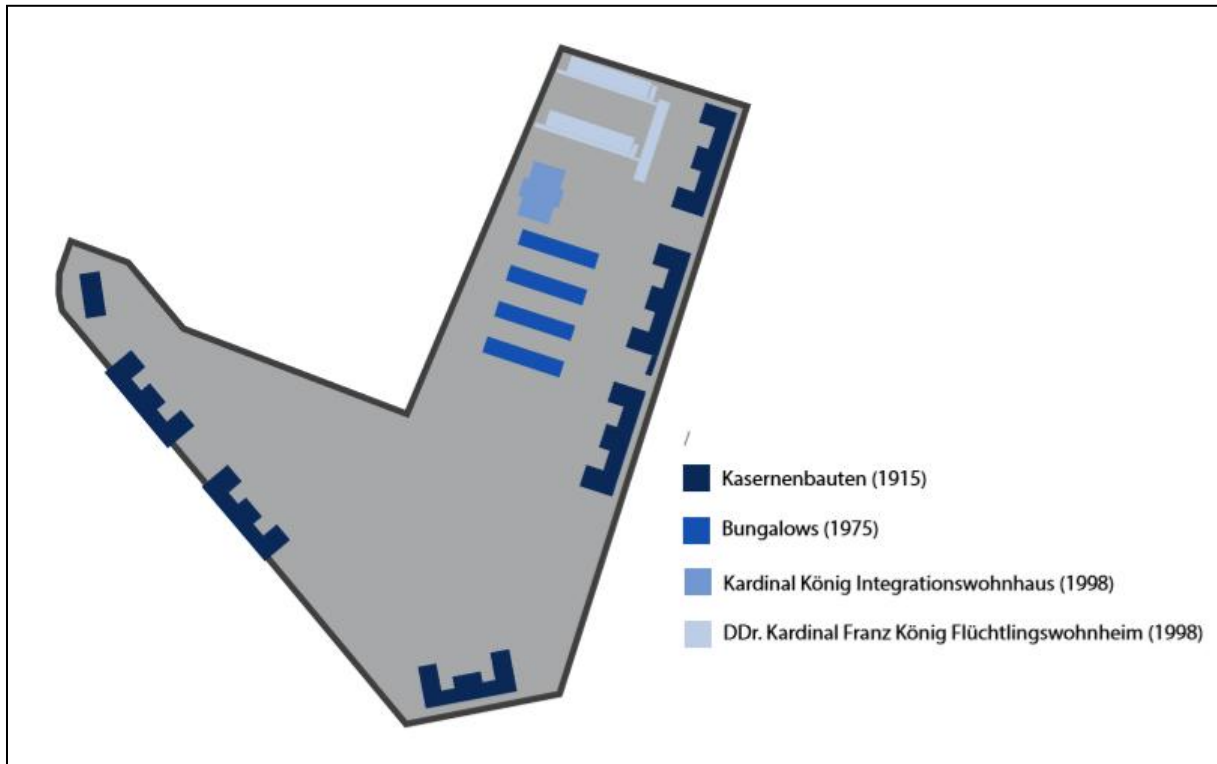 /
Kasernenbauten (1915)
Bungalows (1975)
Kardinal König Integrationswohnhaus (1998)
DDr. Kardinal Franz König Flüchtlingswohnheim (1998)